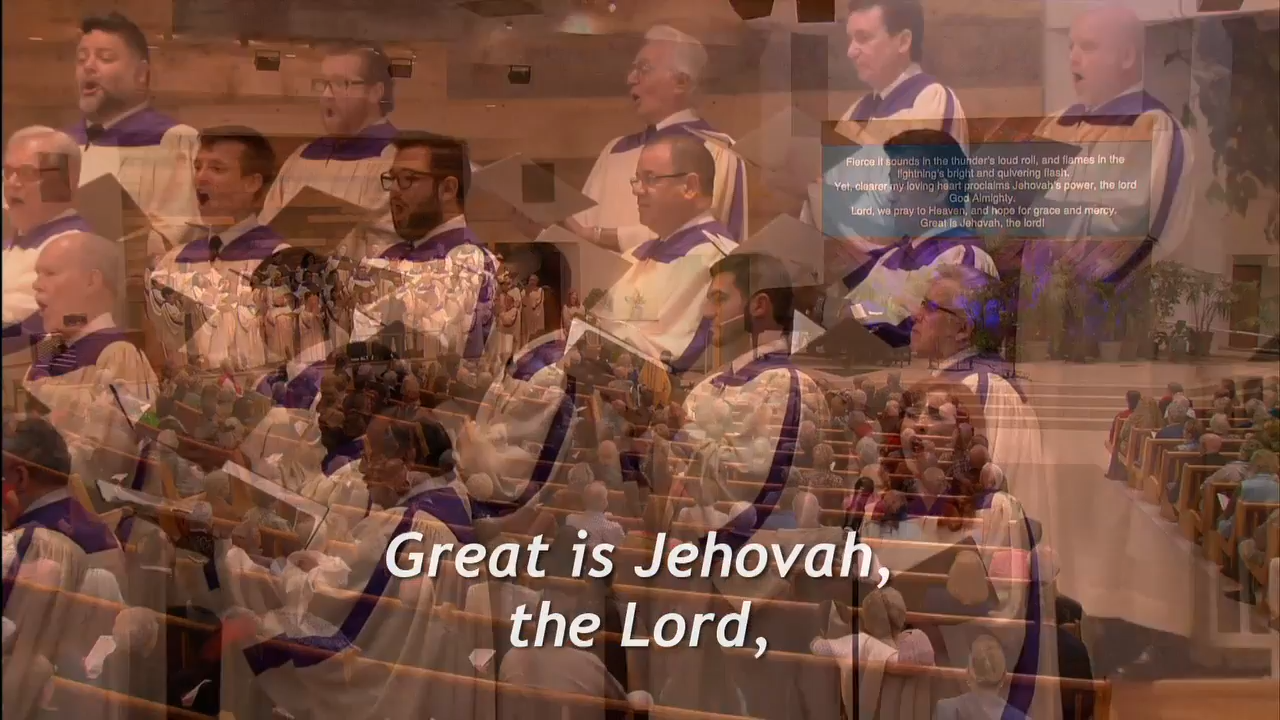 Fierce it sounds in the thunder's loud roll, and flames in the
lightning's bright and quivering flash.
Yet, clearer my loving heart proclaims Jehovah's power, the lord
God Almighty.
Lord, we pray to Heaven, and hope for grace and mercy.
Great is Jehovah, the lord!
Great is Jehovah,
the Lord,